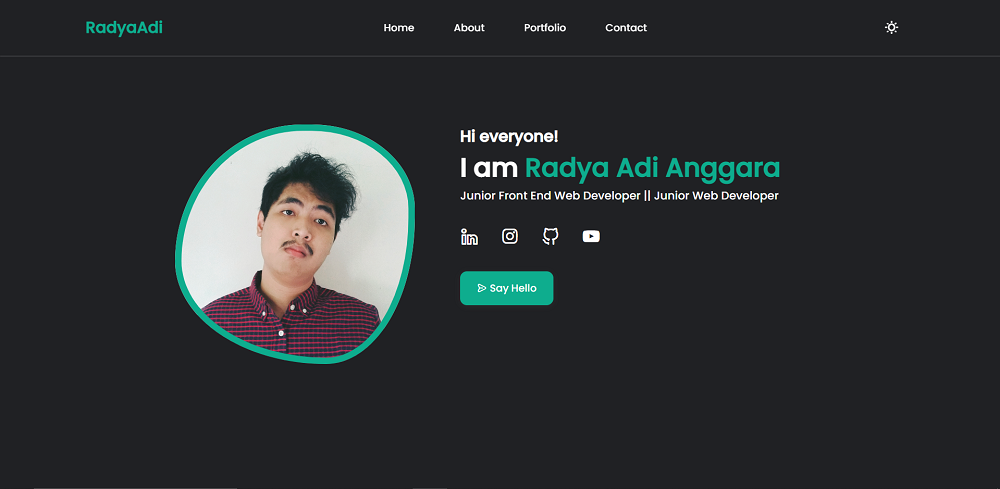 RadyaAdi
Home About Portfolio Contact
Hi everyone!
I am Radya Adi Anggara
Junior Front End Web Developer || Junior Web Developer
Say Hello